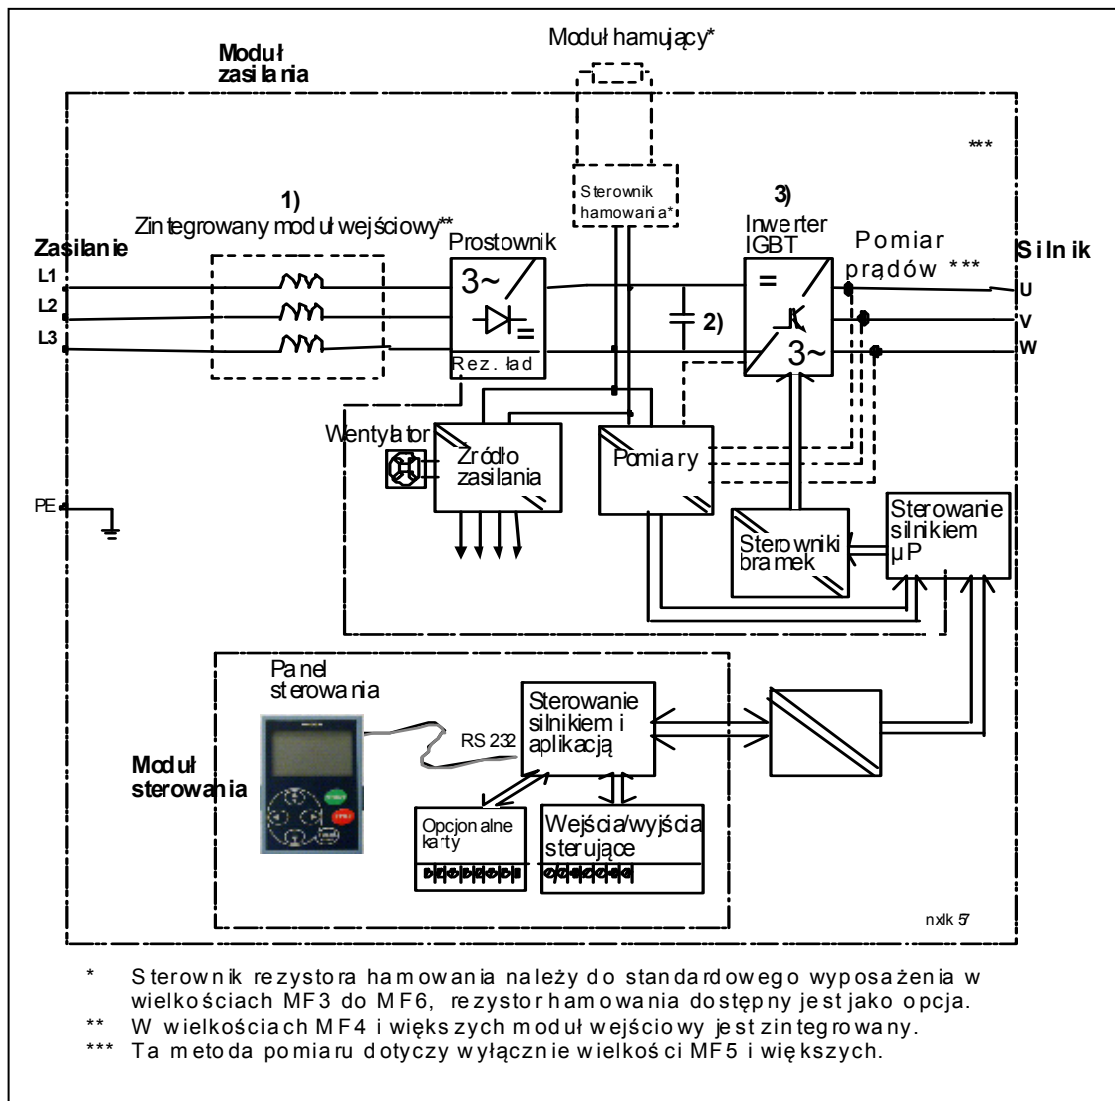 Moduł hamujący*
Moduł
zasilania
***
Sterownik
hamowania*
1)
Zintegrowany moduł wejściowy**
3)
Inwerter
IGBT
Zasilanie
Prostownik
Pomiar
prądów ***
Silnik
L1
L2
L3
3~
=
Rez. ład
2)
=
3~
U
V
W
Wentylator
Źródło
zasilania
Pomiary
PE
Sterowniki
bramek
Sterowanie
silnikiem
µP
Panel
sterowania
RS 232
Sterowanie
silnikiem i
aplikacją
Moduł
sterowania
Opcjonalne
karty
Wejścia/wyjścia
sterujące
nxlk 57
* Sterownik rezystora hamowania należy do standardowego wyposażenia w
wielkościach MF3 do MF6, rezystor hamowania dostępny jest jako opcja.
** W wielkościach MF4 i większych moduł wejściowy jest zintegrowany.
*** Ta metoda pomiaru dotyczy wyłącznie wielkości MF5 i większych.